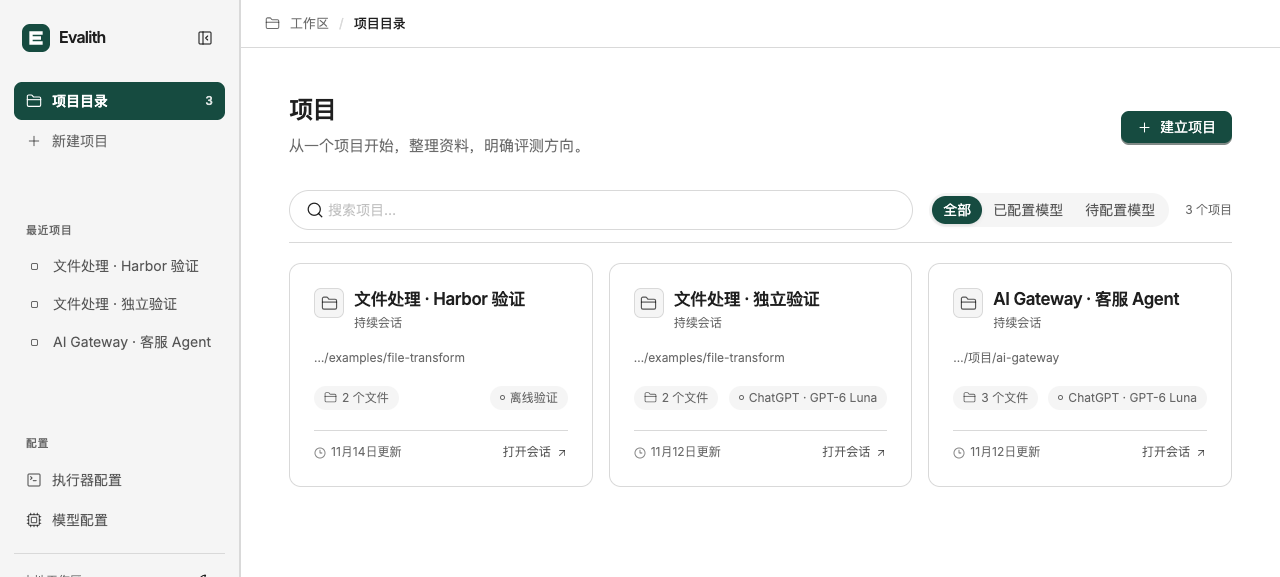 Evalith
项目目录 3
新建项目
最近项目
文件处理 · Harbor 验证
文件处理 · 独立验证
AI Gateway · 客服 Agent
配置
执行器配置
模型配置
工作区 / 项目目录
项目
从一个项目开始，整理资料，明确评测方向。
建立项目
搜索项目...
全部 已配置模型 待配置模型 3 个项目
文件处理 · Harbor 验证
持续会话
.../examples/file-transform
2 个文件 离线验证
11月14日更新 打开会话
文件处理 · 独立验证
持续会话
.../examples/file-transform
2 个文件 ChatGPT · GPT-6 Luna
11月12日更新 打开会话
AI Gateway · 客服 Agent
持续会话
.../项目/ai-gateway
3 个文件 ChatGPT · GPT-6 Luna
11月12日更新 打开会话